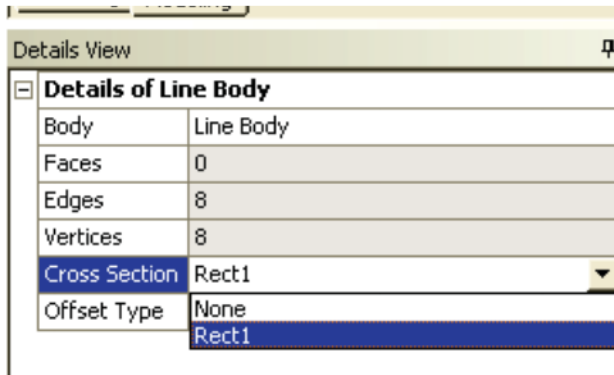 Modeling
Details View
Details of Line Body
Body Line Body
Faces 0
Edges 8
Vertices 8
Cross Section Rect1
Offset Type None
Rect1